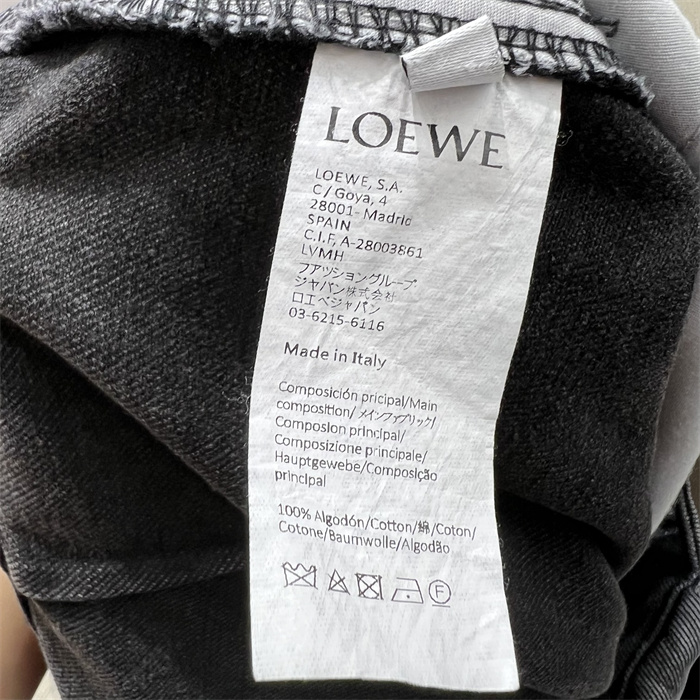 LOEWE
LOEWE, S.A.
C/Goya, 4
28001- Madrid
SPAIN
C.I.F, A-28003861
LVMH
フアッショングループ
ジャパン株式会社
ロエベジャパン
03-6215-6116
Made in Italy
Composición pricipal/Main
composition/ メインファブリック/
Composion principal/
Composizione principale/
Hauptgewebe/Composição
principal
100% Algodón/Cotton/綿/Coton/
Cotone/Baumwolle/Algodão
F